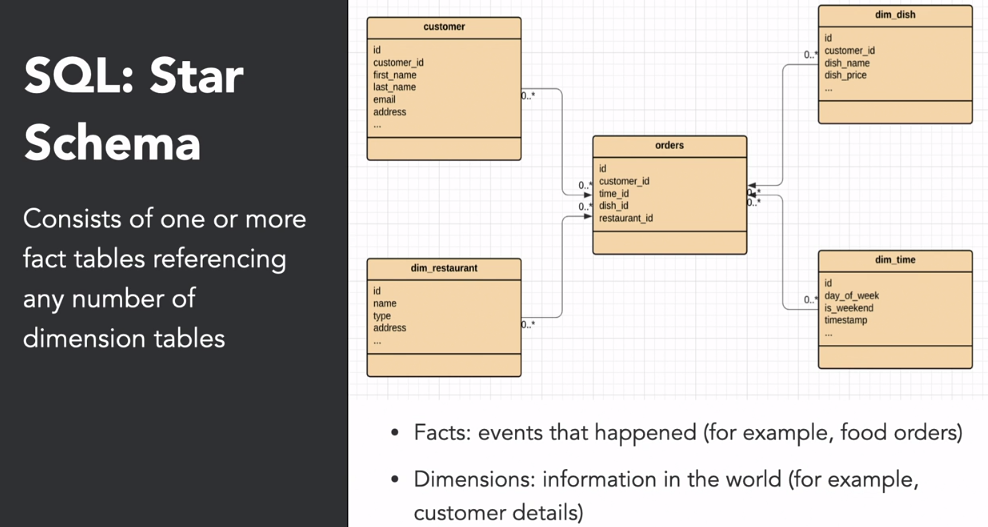 SQL: Star
Schema
Consists of one or more
fact tables referencing
any number of
dimension tables
customer
id
customer_id
first_name
last_name
email
address
...
0..*
dim_dish
id
customer_id
dish_name
dish_price
...
0..*
orders
id
customer_id
time_id
dish_id
restaurant_id
0..*
0..*
0..*
0..*
dim_restaurant
id
name
type
address
...
0..*
dim_time
id
day_of_week
is_weekend
timestamp
...
0..*
• Facts: events that happened (for example, food orders)
• Dimensions: information in the world (for example,
customer details)